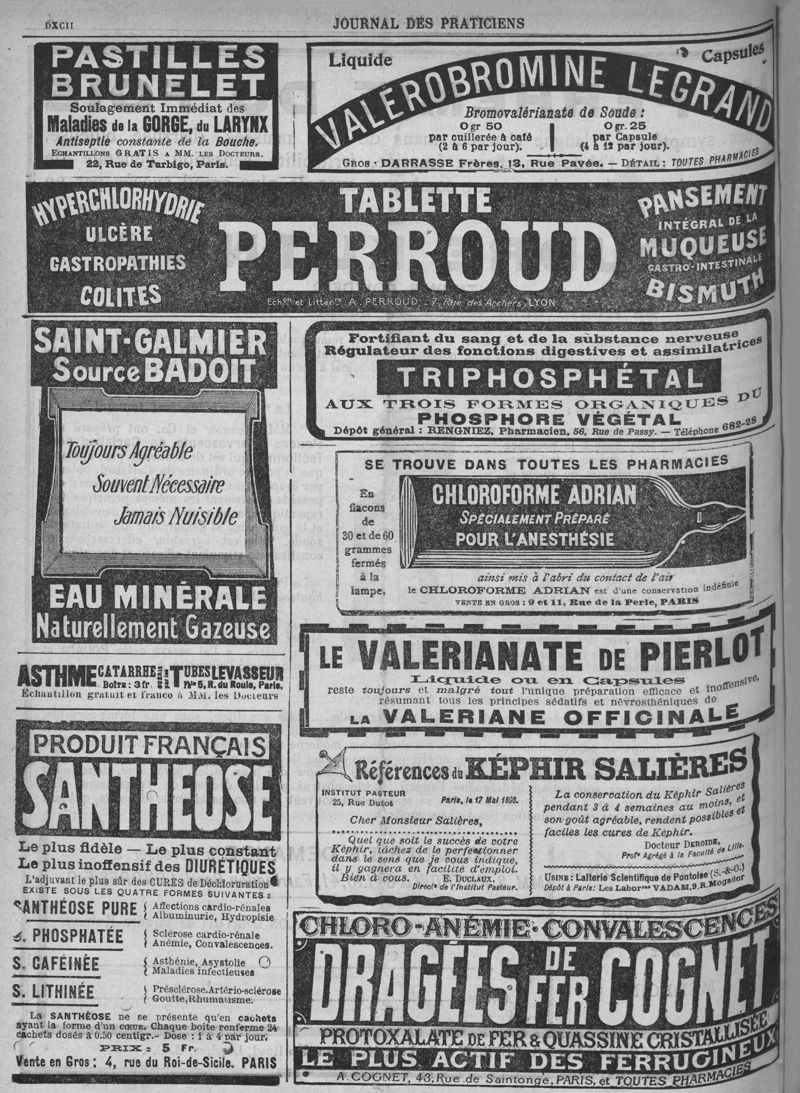 DXCII
JOURNAL DES PRATICIENS
PASTILLES
BRUNELET
Soulagement Immédiat des
Maladies de la GORGE, du LARYNX
Antiseptie constante de la Bouche.
ECHANTILLONS GRATIS A MM. LES DOCTEURS.
22, Rue de Turbigo, Paris.
Liquide
Capsules
VALÉROBROMINE LEGRAND
Bromovalérianate de Soude :
0 gr 50
par cuillerée à café
(2 à 6 par jour).
0 gr. 25
par Capsule
(4 à 12 par jour).
GROS - DARRASSE Frères, 13, Rue Pavée. — DÉTAIL : TOUTES PHARMACIES
HYPERCHLORHYDRIE
ULCÈRE
GASTROPATHIES
COLITES
TABLETTE
PERROUD
Echons et Littérre A. PERROUD : 7, Rue des Archers, LYON
PANSEMENT
INTÉGRAL DE LA
MUQUEUSE
GASTRO-INTESTINALE
BISMUTH
SAINT-GALMIER
Source BADOIT
Toujours Agréable
Souvent Nécessaire
Jamais Nuisible
EAU MINÉRALE
Naturellement Gazeuse
Fortifiant du sang et de la substance nerveuse
Régulateur des fonctions digestives et assimilatrices
TRIPHOSPHÉTAL
AUX TROIS FORMES ORGANIQUES DU
PHOSPHORE VÉGÉTAL
Dépôt général : RENGNIEZ, Pharmacien, 56, Rue de Passy. — Téléphone 682-28
SE TROUVE DANS TOUTES LES PHARMACIES
En
flacons
de
30 et de 60
grammes
fermés
à la
lampe.
CHLOROFORME ADRIAN
SPÉCIALEMENT PRÉPARÉ
POUR L'ANESTHÉSIE
ainsi mis à l'abri du contact de l'air
le CHLOROFORME ADRIAN est d'une conservation indéfinie
VENTE EN GROS : 9 et 11, Rue de la Perle, PARIS
LE VALERIANATE DE PIERLOT
Liquide ou en Capsules
reste toujours et malgré tout l'unique préparation efficace et inoffensive,
résumant tous les principes sédatifs et névrosthéniques de
LA VALERIANE OFFICINALE
ASTHME CATARRHE TUBES LEVASSEUR
Boîte : 3 fr. Phie 5, R. du Roule, Paris.
Echantillon gratuit et franco à MM. les Docteurs
PRODUIT FRANÇAIS
SANTHEOSE
Le plus fidèle — Le plus constant
Le plus inoffensif des DIURÉTIQUES
L'adjuvant le plus sûr des CURES de Déchloruration
EXISTE SOUS LES QUATRE FORMES SUIVANTES :
SANTHÉOSE PURE { Affections cardio-rénales
Albuminurie, Hydropisie
S. PHOSPHATÉE { Sclérose cardio-rénale
Anémie, Convalescences.
S. CAFÉINÉE { Asthénie, Asystolie
Maladies infectieuses
S. LITHINÉE { Présclérose. Artério-sclérose
Goutte, Rhumatisme.
La SANTHÉOSE ne se présente qu'en cachets
ayant la forme d'un cœur. Chaque boîte renferme 24
cachets dosés à 0.50 centigr. - Dose : 1 à 4 par jour.
PRIX : 5 Fr.
Vente en Gros : 4, rue du Roi-de-Sicile. PARIS
Références du KÉPHIR SALIÈRES
INSTITUT PASTEUR
25, Rue Dutot
Paris, le 17 Mai 1898.
Cher Monsieur Salières,
Quel que soit le succès de votre
Képhir, tâchez de le perfectionner
dans le sens que je vous indique,
il y gagnera en facilité d'emploi.
Bien à vous. E. DUCLAUX,
Directr de l'Institut Pasteur.
La conservation du Képhir Salières
pendant 3 à 4 semaines au moins, et
son goût agréable, rendent possibles et
faciles les cures de Képhir.
Docteur DEROIDE,
Profr Agrégé à la Faculté de Lille.
USINE : Laiterie Scientifique de Pontoise (S.-&-O.)
Dépôt à Paris: Les Laborres VADAM, 9, R. Mogador
CHLORO-ANÉMIE-CONVALESCENCES
DRAGÉES DE FER COGNET
PROTOXALATE DE FER & QUASSINE CRISTALLISÉE
LE PLUS ACTIF DES FERRUGINEUX
A. COGNET, 43, Rue de Saintonge, PARIS, et TOUTES PHARMACIES